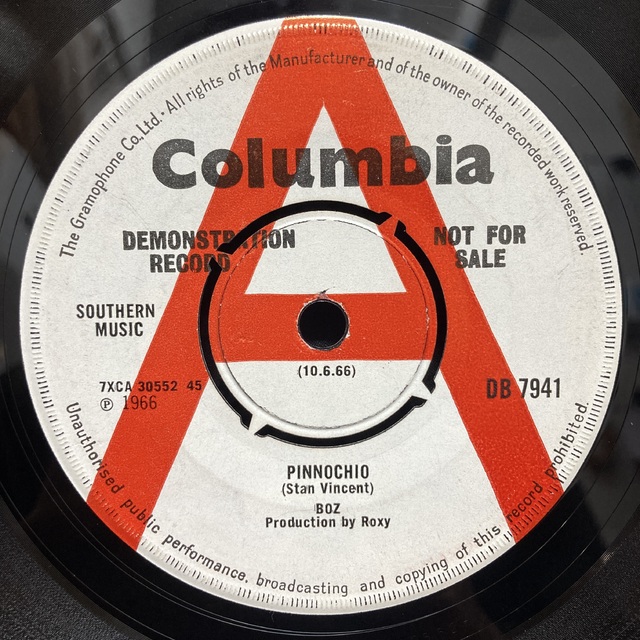 The Gramophone Co.Ltd. · All rights of the Manufacturer and of the owner of the recorded work reserved.
Columbia
DEMONSTRATION
RECORD
NOT FOR
SALE
SOUTHERN
MUSIC
(10.6.66)
7XCA 30552 45
℗ 1966
DB 7941
PINNOCHIO
(Stan Vincent)
BOZ
Production by Roxy
Unauthorised public performance, broadcasting and copying of this record prohibited.
A